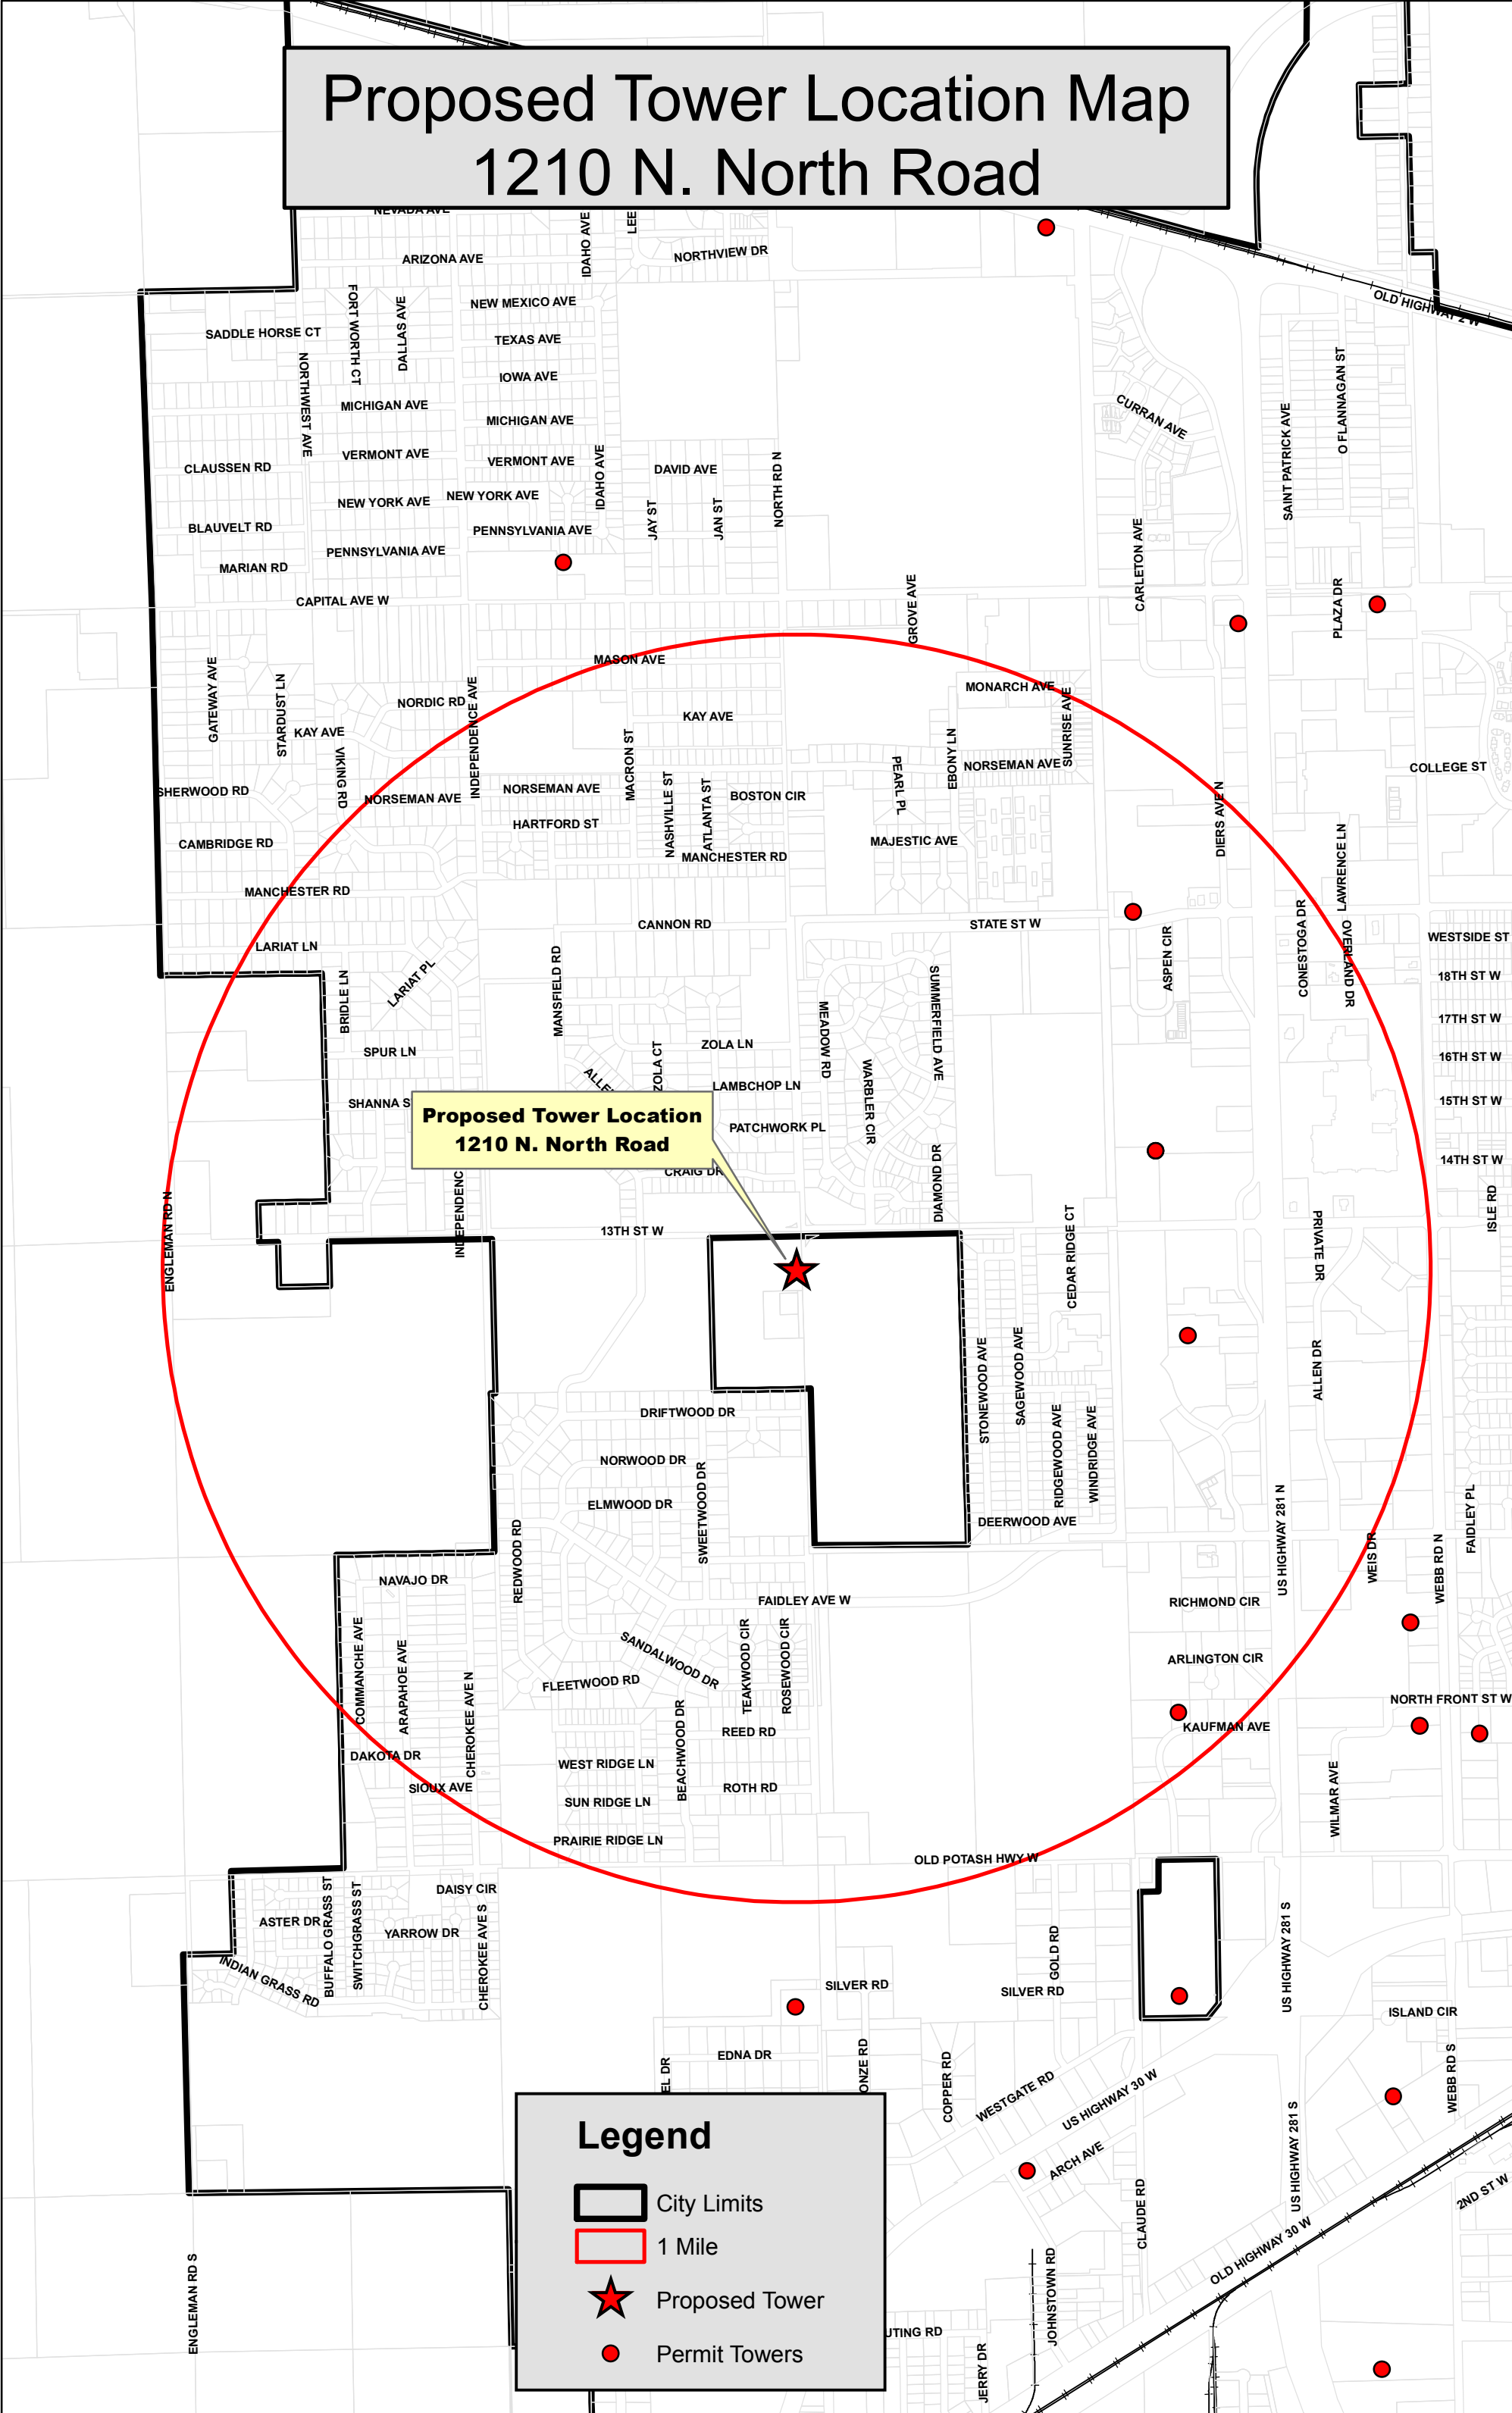 Proposed Tower Location Map
1210 N. North Road
NEVADA AVE
ARIZONA AVE
IDAHO AVE
LEE
NORTHVIEW DR
OLD HIGHWAY 2 W
SADDLE HORSE CT
FORT WORTH CT
DALLAS AVE
NEW MEXICO AVE
TEXAS AVE
IOWA AVE
NORTHWEST AVE
MICHIGAN AVE
MICHIGAN AVE
CURRAN AVE
SAINT PATRICK AVE
O FLANNAGAN ST
CLAUSSEN RD
VERMONT AVE
VERMONT AVE
IDAHO AVE
DAVID AVE
NORTH RD N
NEW YORK AVE
NEW YORK AVE
JAY ST
JAN ST
BLAUVELT RD
PENNSYLVANIA AVE
PENNSYLVANIA AVE
MARIAN RD
CARLETON AVE
CAPITAL AVE W
GROVE AVE
PLAZA DR
MASON AVE
GATEWAY AVE
STARDUST LN
NORDIC RD
INDEPENDENCE AVE
MONARCH AVE
SUNRISE AVE
KAY AVE
KAY AVE
VIKING RD
MACRON ST
PEARL PL
EBONY LN
NORSEMAN AVE
COLLEGE ST
SHERWOOD RD
NORSEMAN AVE
NORSEMAN AVE
NASHVILLE ST
ATLANTA ST
BOSTON CIR
HARTFORD ST
DIERS AVE N
CAMBRIDGE RD
MANCHESTER RD
MAJESTIC AVE
LAWRENCE LN
MANCHESTER RD
CANNON RD
STATE ST W
LARIAT LN
LARIAT PL
BRIDLE LN
MANSFIELD RD
ASPEN CIR
CONESTOGA DR
OVERLAND DR
WESTSIDE ST
18TH ST W
17TH ST W
16TH ST W
15TH ST W
14TH ST W
SPUR LN
ZOLA LN
ZOLA CT
MEADOW RD
SUMMERFIELD AVE
WARBLER CIR
ALLE
LAMBCHOP LN
SHANNA S
Proposed Tower Location
1210 N. North Road
PATCHWORK PL
CRAIG DR
DIAMOND DR
ISLE RD
ENGLEMAN RD N
INDEPENDENC
13TH ST W
CEDAR RIDGE CT
PRIVATE DR
ALLEN DR
STONEWOOD AVE
SAGEWOOD AVE
RIDGEWOOD AVE
WINDRIDGE AVE
DRIFTWOOD DR
NORWOOD DR
ELMWOOD DR
SWEETWOOD DR
DEERWOOD AVE
US HIGHWAY 281 N
WEIS DR
WEBB RD N
FAIDLEY PL
REDWOOD RD
NAVAJO DR
FAIDLEY AVE W
RICHMOND CIR
COMMANCHE AVE
ARAPAHOE AVE
CHEROKEE AVE N
SANDALWOOD DR
TEAKWOOD CIR
ROSEWOOD CIR
FLEETWOOD RD
ARLINGTON CIR
NORTH FRONT ST W
KAUFMAN AVE
DAKOTA DR
SIOUX AVE
BEACHWOOD DR
REED RD
WEST RIDGE LN
ROTH RD
SUN RIDGE LN
WILMAR AVE
PRAIRIE RIDGE LN
OLD POTASH HWY W
DAISY CIR
ASTER DR
BUFFALO GRASS ST
SWITCHGRASS ST
YARROW DR
CHEROKEE AVE S
INDIAN GRASS RD
GOLD RD
US HIGHWAY 281 S
SILVER RD
SILVER RD
ISLAND CIR
EDNA DR
EL DR
ONZE RD
COPPER RD
WESTGATE RD
US HIGHWAY 30 W
WEBB RD S
ARCH AVE
US HIGHWAY 281 S
2ND ST W
CLAUDE RD
OLD HIGHWAY 30 W
JOHNSTOWN RD
ENGLEMAN RD S
UTING RD
JERRY DR
Legend
City Limits
1 Mile
Proposed Tower
Permit Towers